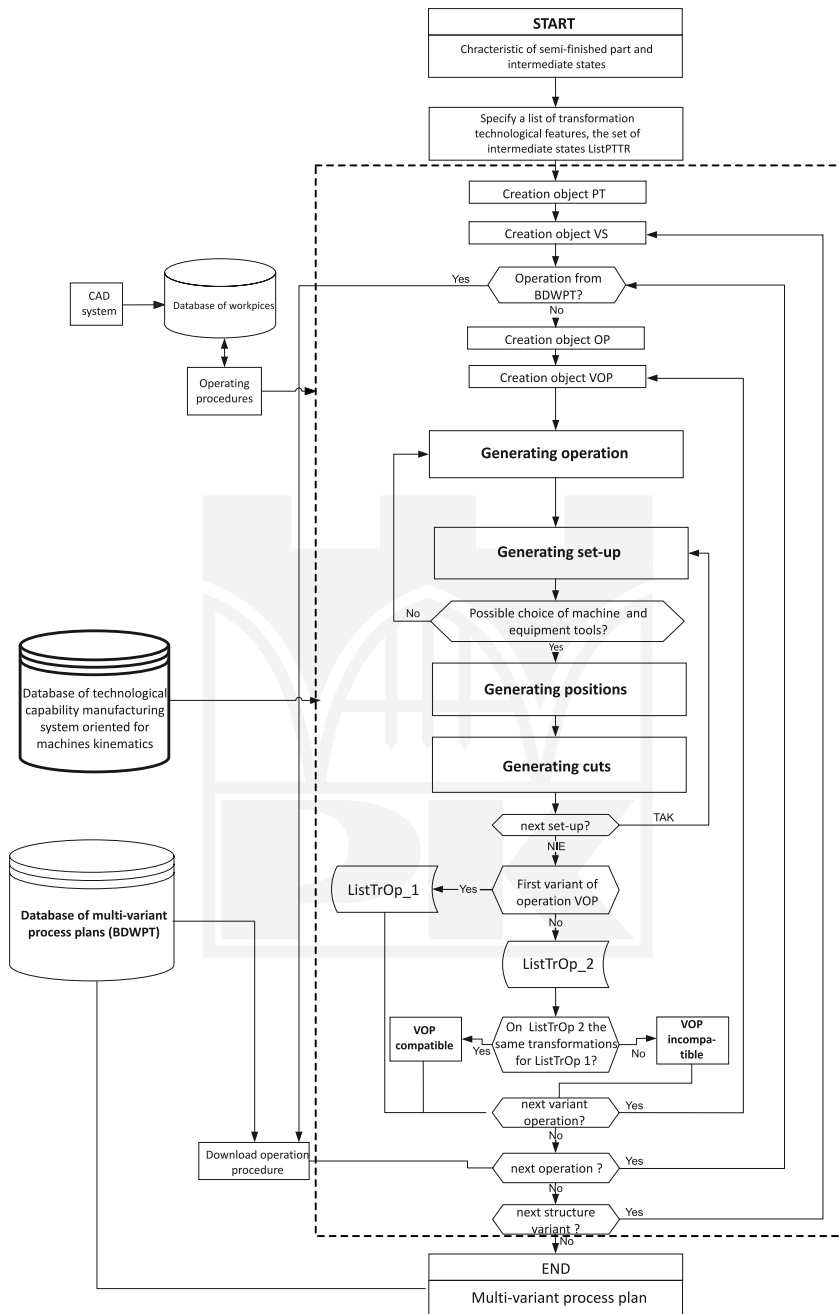 START
Chracteristic of semi-finished part and
intermediate states
Specify a list of transformation
technological features, the set of
intermediate states ListPTTR
Creation object PT
Creation object VS
Yes
Operation from
BDWPT?
No
CAD
system
Database of workpices
Operating
procedures
Creation object OP
Creation object VOP
Generating operation
Generating set-up
No
Possible choice of machine and
equipment tools?
Yes
Database of technological
capability manufacturing
system oriented for
machines kinematics
Generating positions
Generating cuts
next set-up?
TAK
NIE
ListTrOp_1
Yes
First variant of
operation VOP
No
Database of multi-variant
process plans (BDWPT)
ListTrOp_2
VOP
compatible
Yes
On ListTrOp 2 the
same transformations
for ListTrOp 1?
No
VOP
incompa-
tible
next variant
operation?
Yes
No
Download operation
procedure
next operation ?
Yes
No
next structure
variant ?
Yes
No
END
Multi-variant process plan